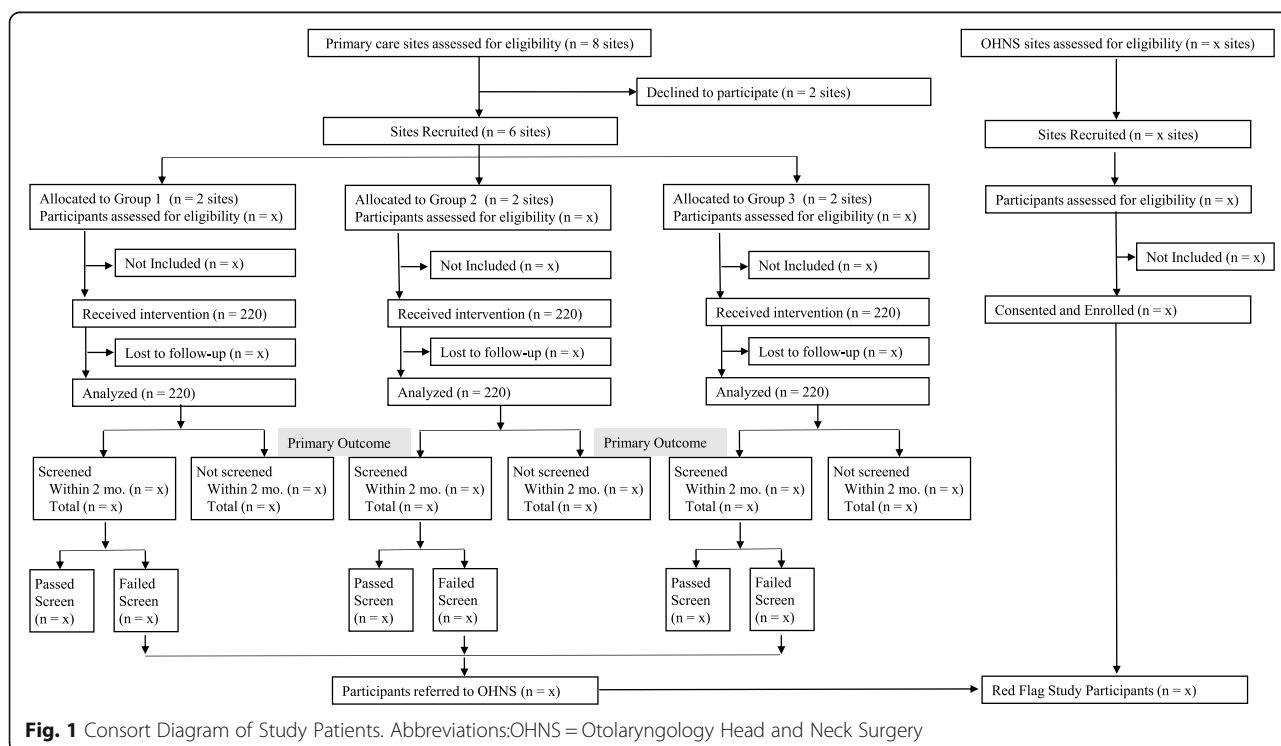 Primary care sites assessed for eligibility (n = 8 sites)
OHNS sites assessed for eligibility (n = x sites)
Declined to participate (n = 2 sites)
Sites Recruited (n = 6 sites)
Sites Recruited (n = x sites)
Allocated to Group 1 (n = 2 sites)
Participants assessed for eligibility (n = x)
Allocated to Group 2 (n = 2 sites)
Participants assessed for eligibility (n = x)
Allocated to Group 3 (n = 2 sites)
Participants assessed for eligibility (n = x)
Participants assessed for eligibility (n = x)
Not Included (n = x)
Not Included (n = x)
Not Included (n = x)
Not Included (n = x)
Received intervention (n = 220)
Received intervention (n = 220)
Received intervention (n = 220)
Consented and Enrolled (n = x)
Lost to follow-up (n = x)
Lost to follow-up (n = x)
Lost to follow-up (n = x)
Analyzed (n = 220)
Analyzed (n = 220)
Analyzed (n = 220)
Primary Outcome
Primary Outcome
Screened
Within 2 mo. (n = x)
Total (n = x)
Not screened
Within 2 mo. (n = x)
Total (n = x)
Screened
Within 2 mo. (n = x)
Total (n = x)
Not screened
Within 2 mo. (n = x)
Total (n = x)
Screened
Within 2 mo. (n = x)
Total (n = x)
Not screened
Within 2 mo. (n = x)
Total (n = x)
Passed
Screen
(n = x)
Failed
Screen
(n = x)
Passed
Screen
(n = x)
Failed
Screen
(n = x)
Passed
Screen
(n = x)
Failed
Screen
(n = x)
Participants referred to OHNS (n = x)
Red Flag Study Participants (n = x)
Fig. 1 Consort Diagram of Study Patients. Abbreviations:OHNS = Otolaryngology Head and Neck Surgery